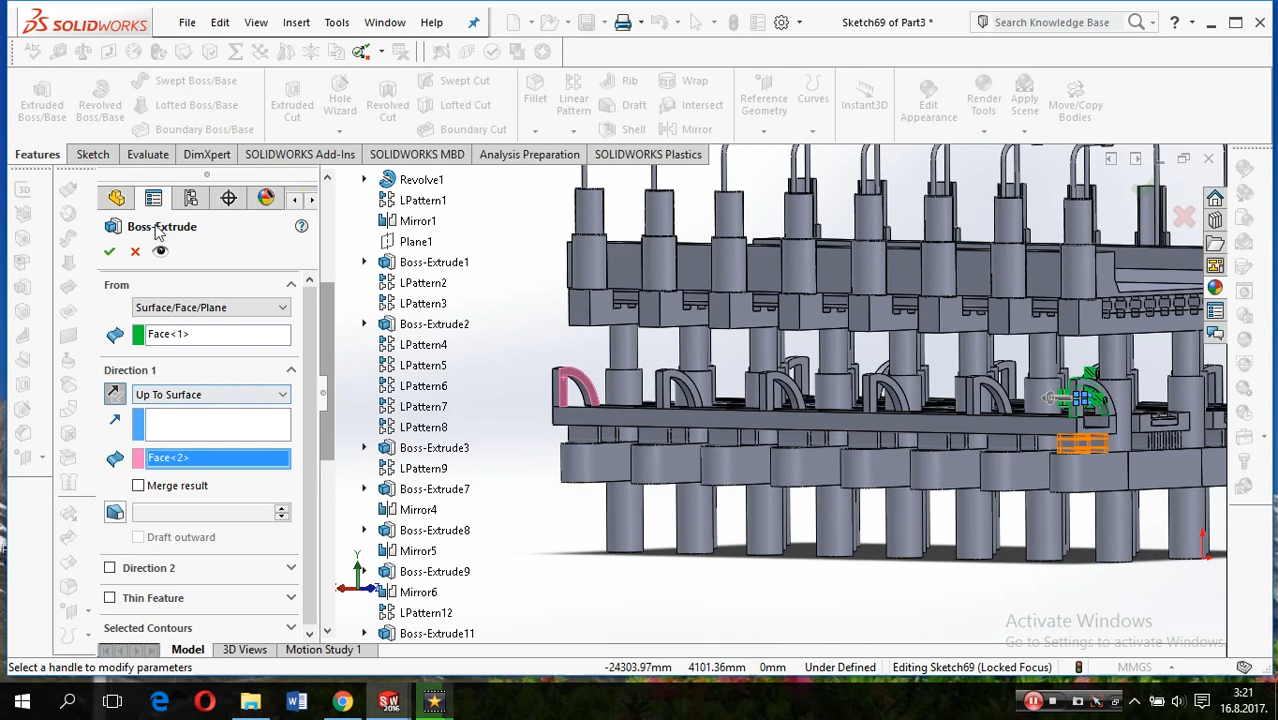 SOLIDWORKS File Edit View Insert Tools Window Help Sketch69 of Part3 * Search Knowledge Base ?
Extruded Boss/Base Revolved Boss/Base Swept Boss/Base Lofted Boss/Base Boundary Boss/Base Extruded Cut Hole Wizard Revolved Cut Swept Cut Lofted Cut Boundary Cut Fillet Linear Pattern Rib Draft Shell Wrap Intersect Mirror Reference Geometry Curves Instant3D Edit Appearance Render Tools Apply Scene Move/Copy Bodies
Features Sketch Evaluate DimXpert SOLIDWORKS Add-Ins SOLIDWORKS MBD Analysis Preparation SOLIDWORKS Plastics
Boss-Extrude
From
Surface/Face/Plane
Face<1>
Direction 1
Up To Surface
Face<2>
Merge result
Draft outward
Direction 2
Thin Feature
Selected Contours
Revolve1
LPattern1
Mirror1
Plane1
Boss-Extrude1
LPattern2
LPattern3
Boss-Extrude2
LPattern4
LPattern5
LPattern6
LPattern7
LPattern8
Boss-Extrude3
LPattern9
Boss-Extrude7
Mirror4
Boss-Extrude8
Mirror5
Boss-Extrude9
Mirror6
LPattern12
Boss-Extrude11
Y
Activate Windows
Go to Settings to activate Windows.
Model 3D Views Motion Study 1
Select a handle to modify parameters -24303.97mm 4101.36mm 0mm Under Defined Editing Sketch69 (Locked Focus) MMGS
3:21
16.8.2017.